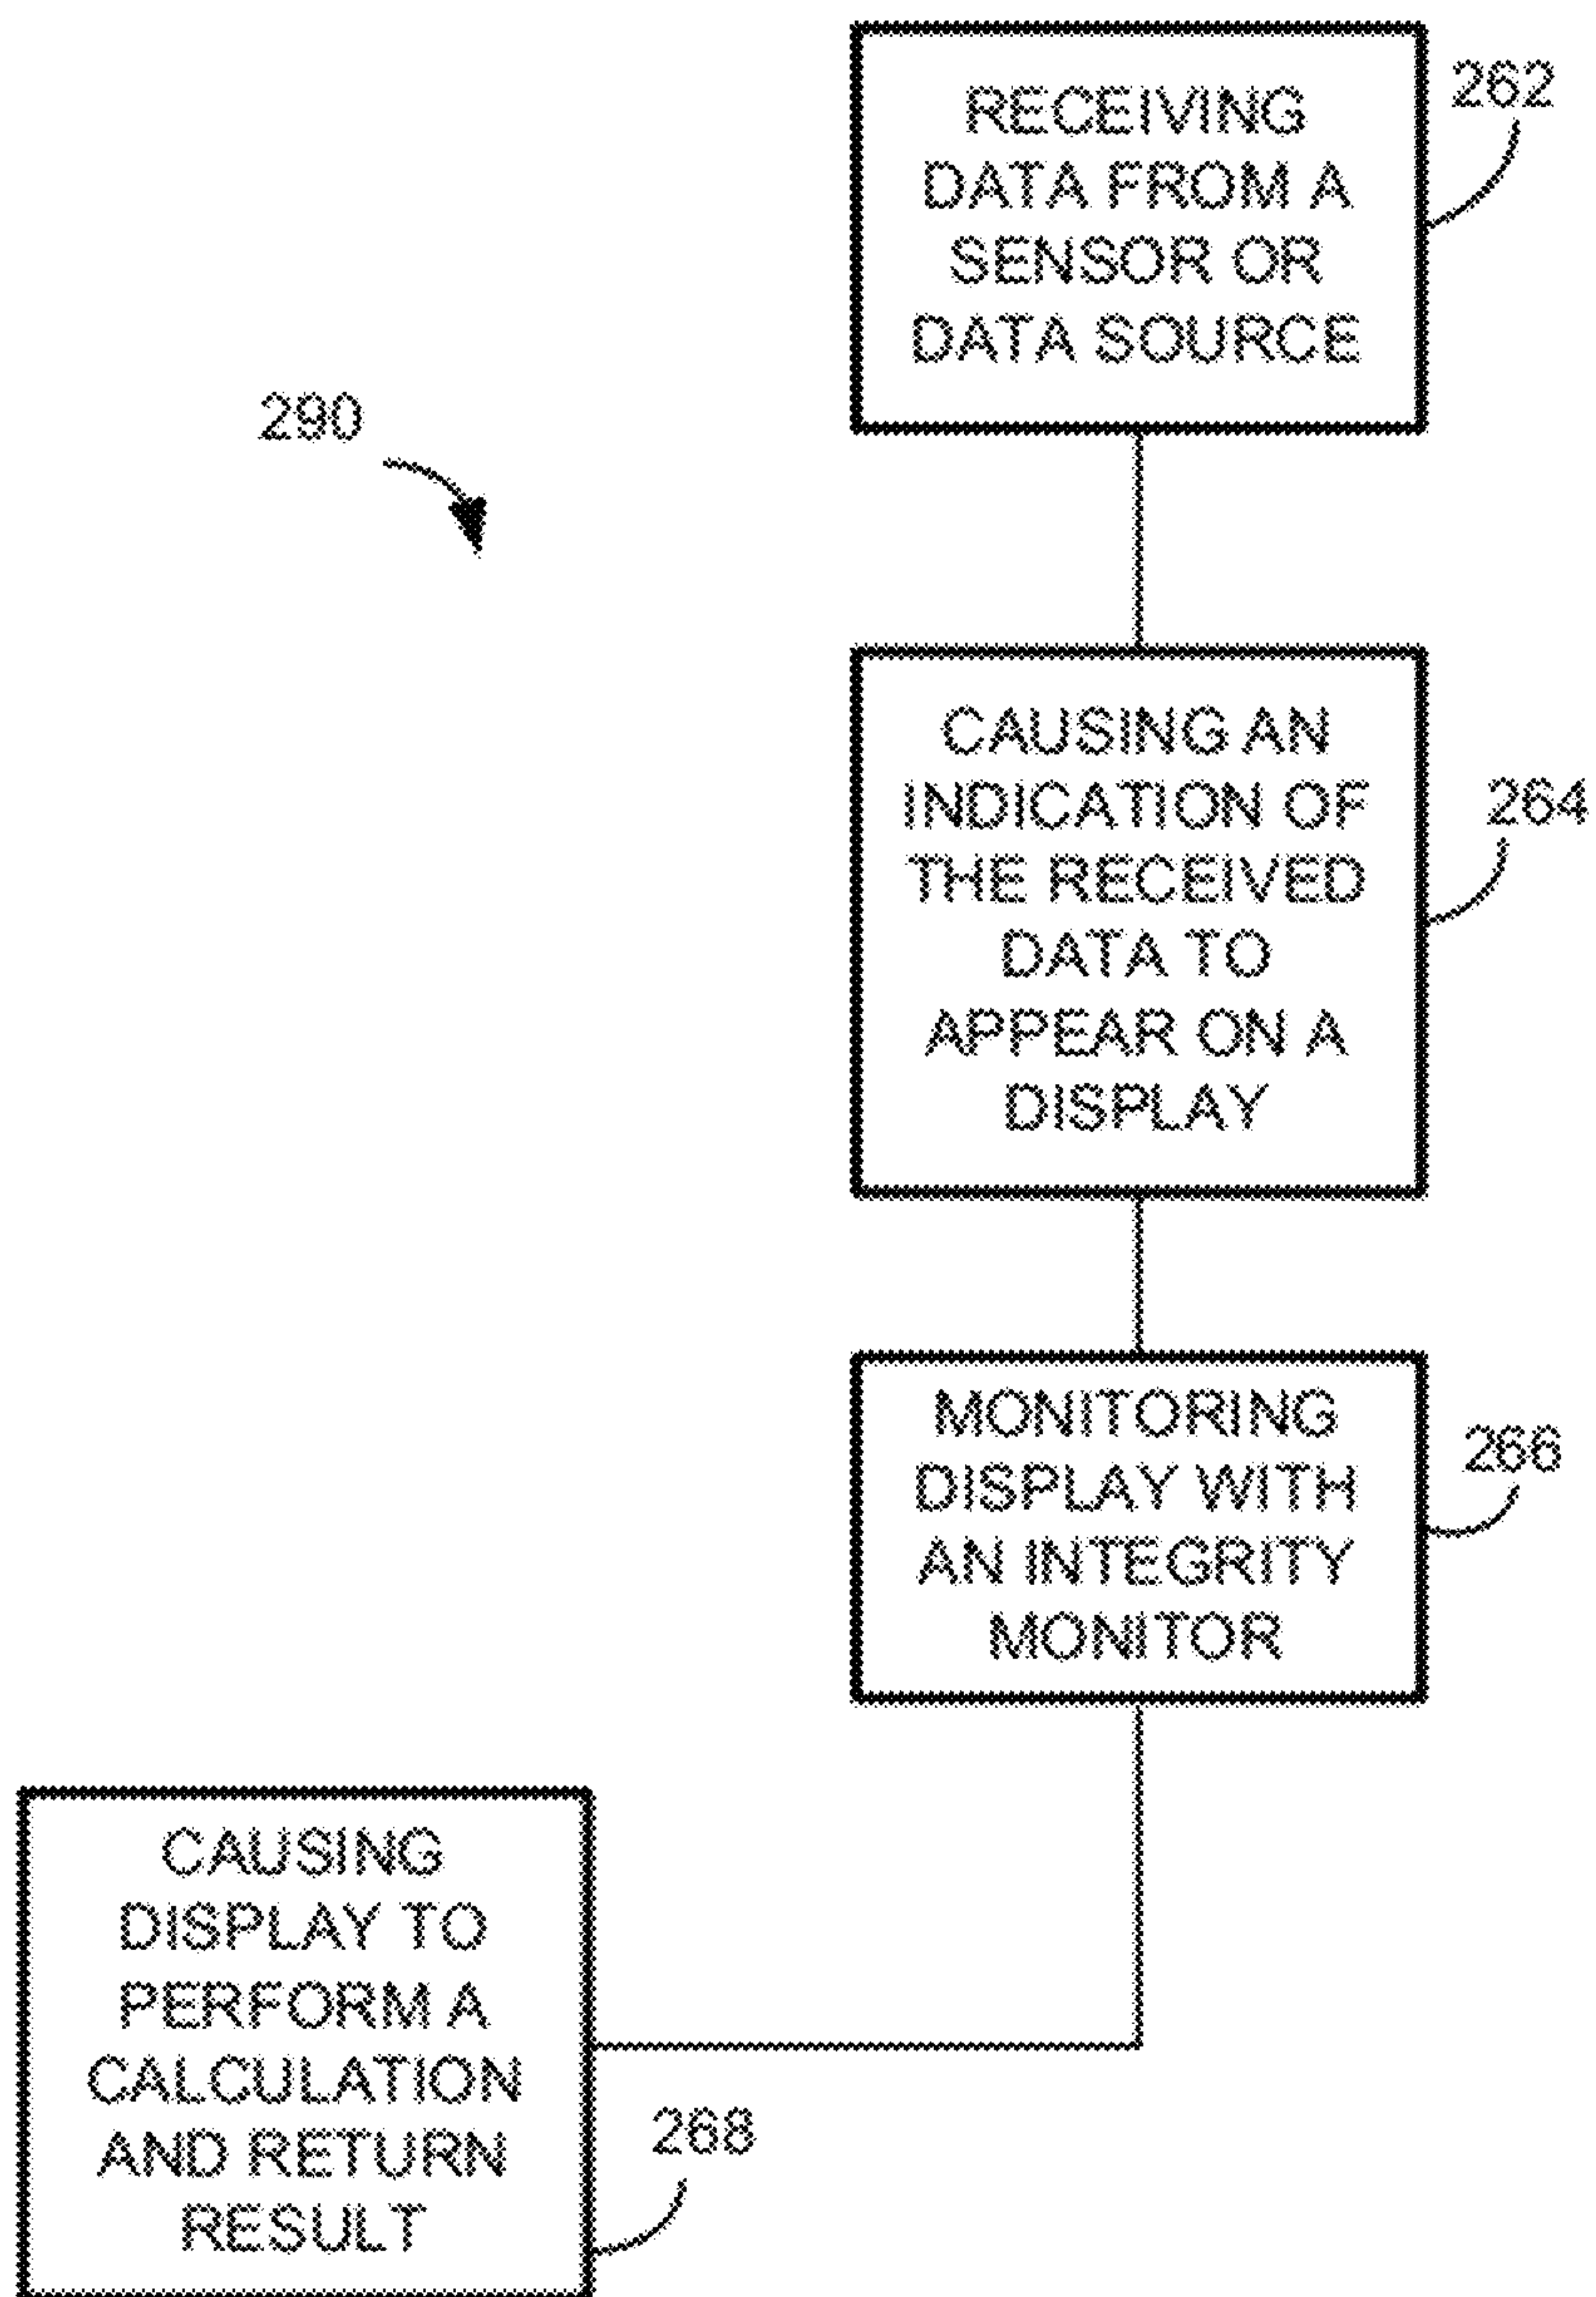 RECEIVING
DATA FROM A
SENSOR OR
DATA SOURCE
262
290
CAUSING AN
INDICATION OF
THE RECEIVED
DATA TO
APPEAR ON A
DISPLAY
264
MONITORING
DISPLAY WITH
AN INTEGRITY
MONITOR
266
CAUSING
DISPLAY TO
PERFORM A
CALCULATION
AND RETURN
RESULT
268